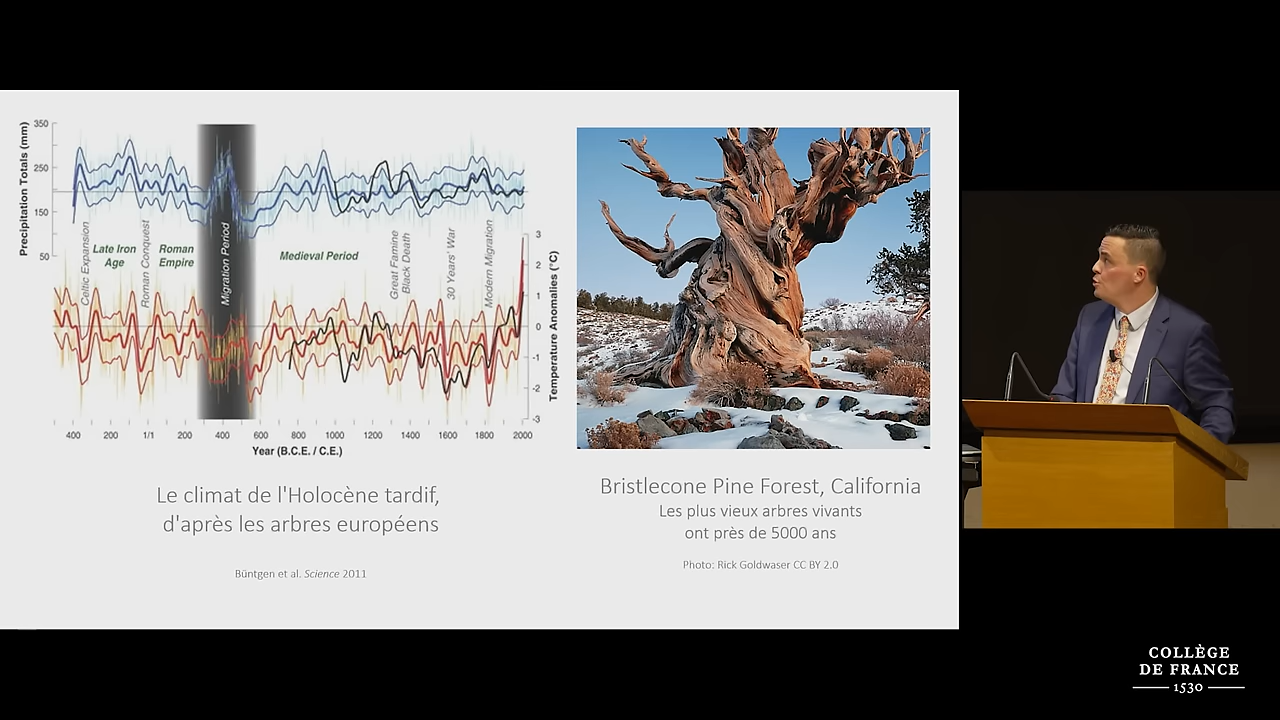 Precipitation Totals (mm)
350
250
150
50
Celtic Expansion
Late Iron
Age
Roman Conquest
Roman
Empire
Migration Period
Medieval Period
Great Famine
Black Death
30 Years' War
Modern Migration
3
2
1
0
-1
-2
-3
Temperature Anomalies (°C)
400
200
1/1
200
400
600
800
1000
1200
1400
1600
1800
2000
Year (B.C.E. / C.E.)
Le climat de l'Holocène tardif,
d'après les arbres européens
Büntgen et al. Science 2011
Bristlecone Pine Forest, California
Les plus vieux arbres vivants
ont près de 5000 ans
Photo: Rick Goldwaser CC BY 2.0
COLLÈGE
DE FRANCE
1530